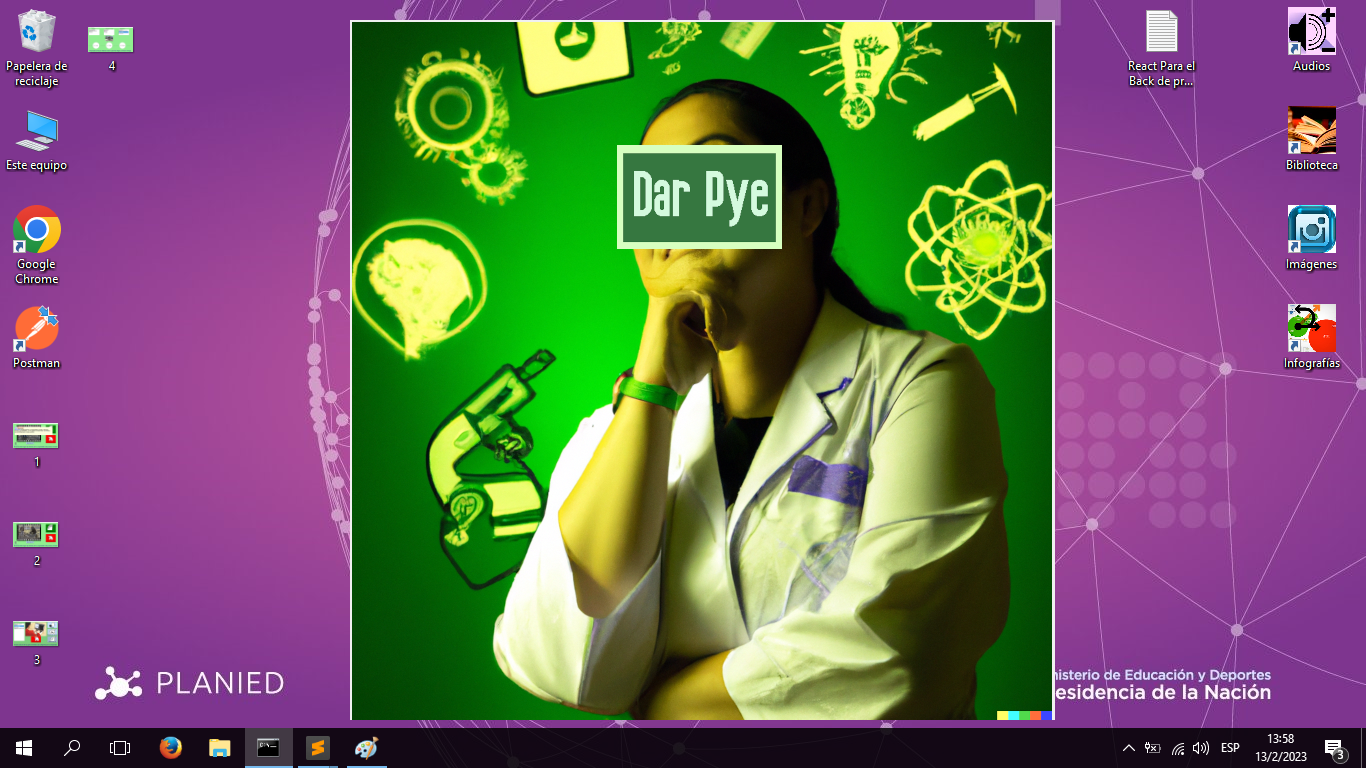 Papelera de
reciclaje
4
Este equipo
Google
Chrome
Postman
1
2
3
PLANIED
Dar Pye
React Para el
Back de pr...
Audios
Biblioteca
Imágenes
Infografías
nisterio de Educación y Deportes
esidencia de la Nación
ESP
13:58
13/2/2023
3